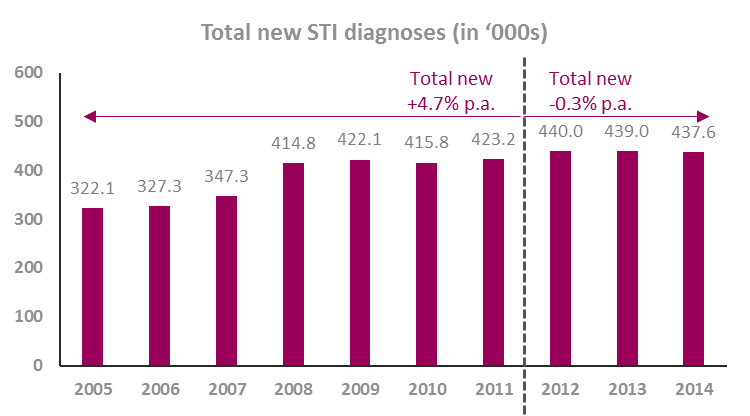 Total new STI diagnoses (in ‘000s)
600
500
400
300
200
100
0
Total new
+4.7% p.a.
Total new
-0.3% p.a.
322.1
327.3
347.3
414.8
422.1
415.8
423.2
440.0
439.0
437.6
2005 2006 2007 2008 2009 2010 2011 2012 2013 2014